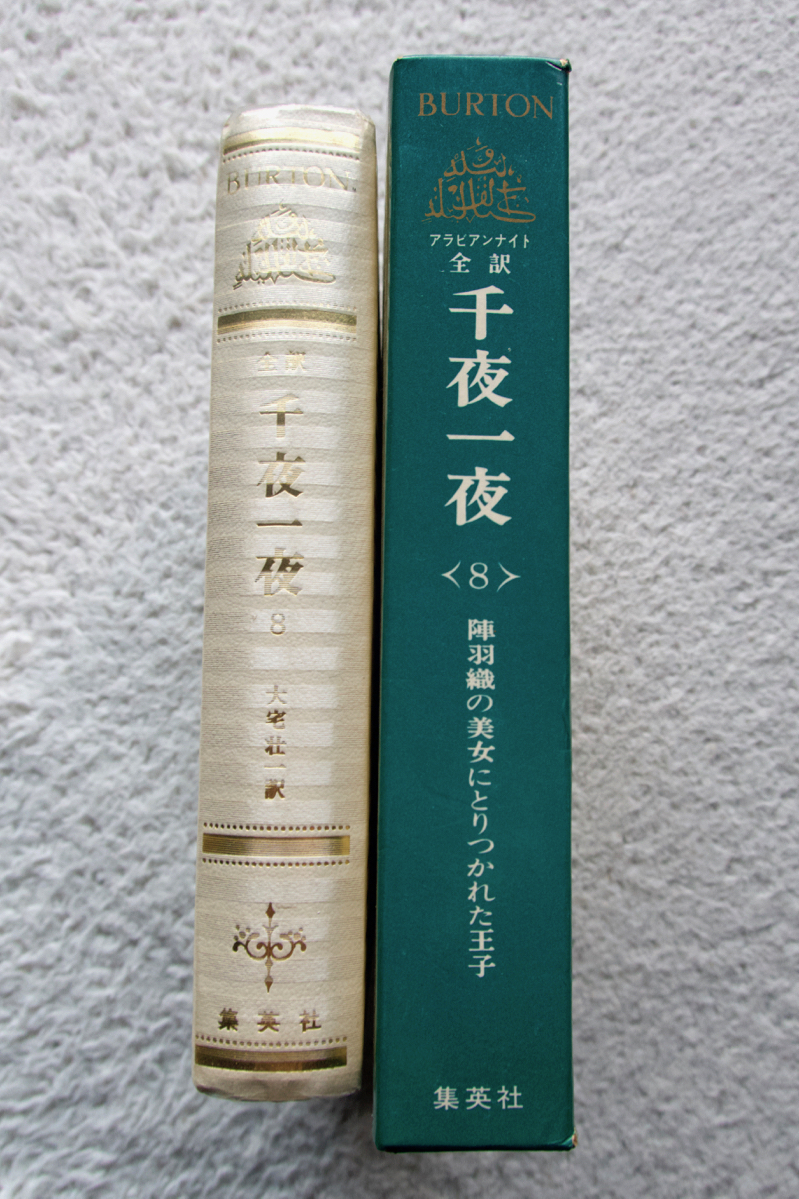 BURTON
全訳
千夜一夜
8
大宅壮一訳
集英社
BURTON
アラビアンナイト
全訳
千夜一夜
<8>
陣羽織の美女にとりつかれた王子
集英社